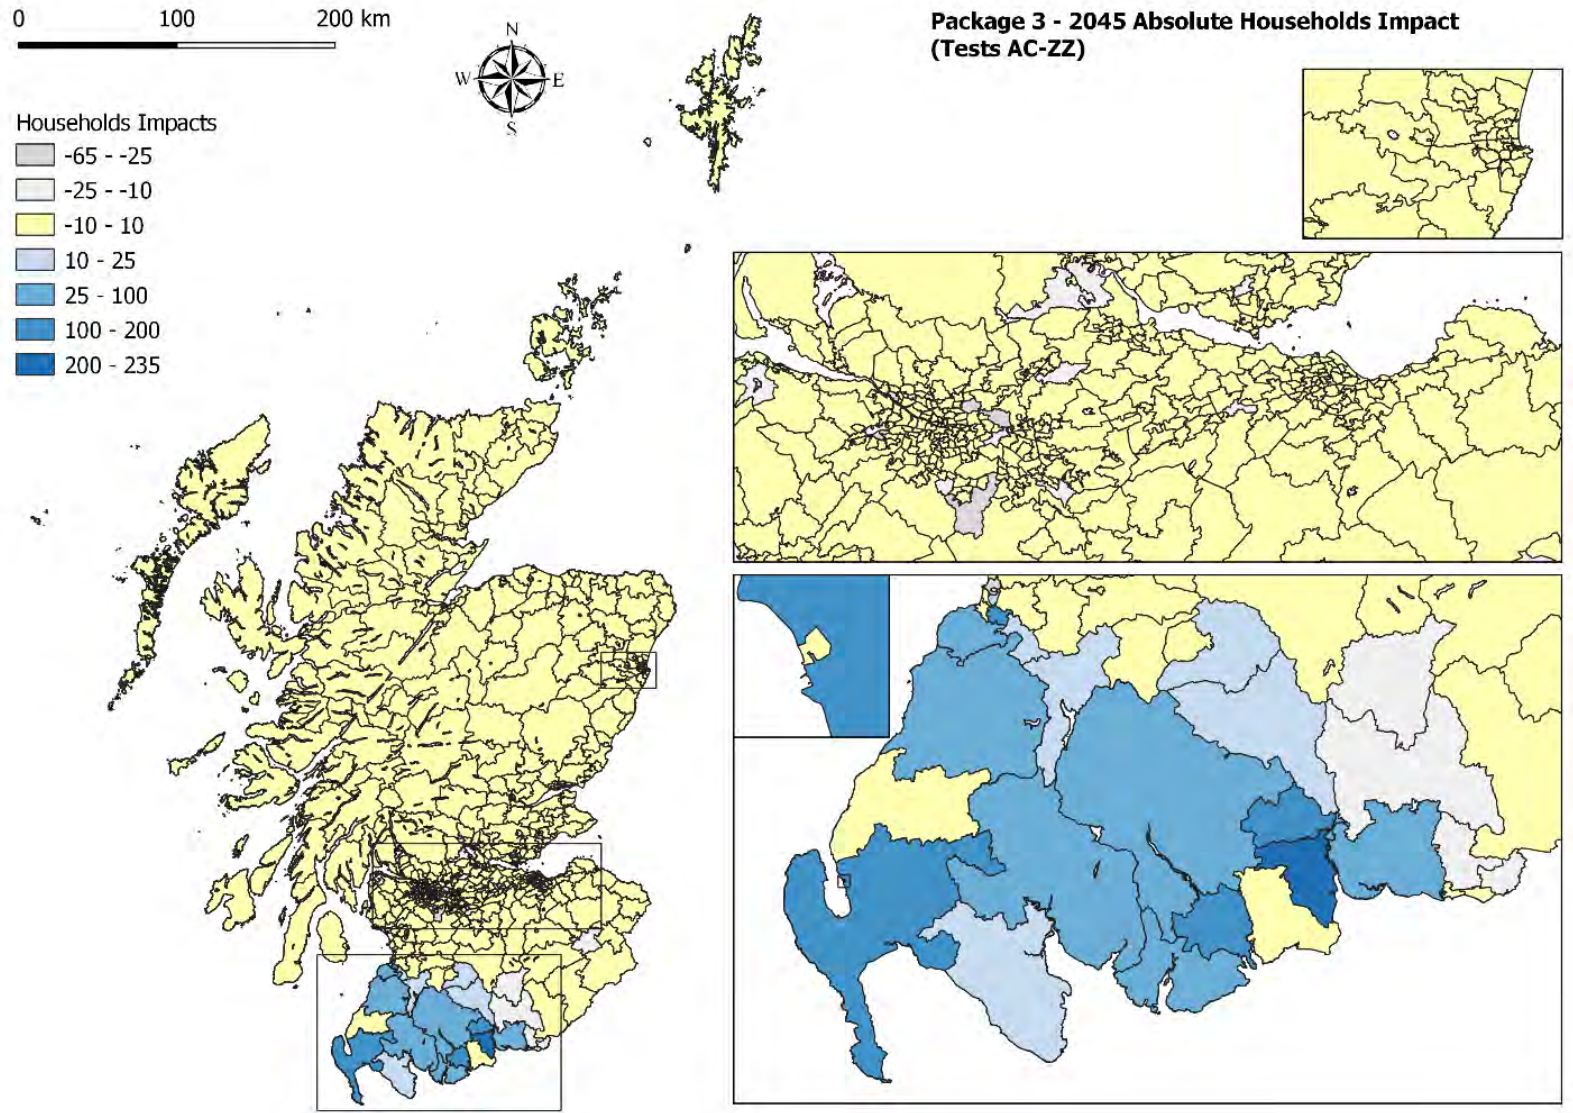 0 100 200 km
Package 3 - 2045 Absolute Households Impact
(Tests AC-ZZ)
N
W E
S
Households Impacts
-65 - -25
-25 - -10
-10 - 10
10 - 25
25 - 100
100 - 200
200 - 235